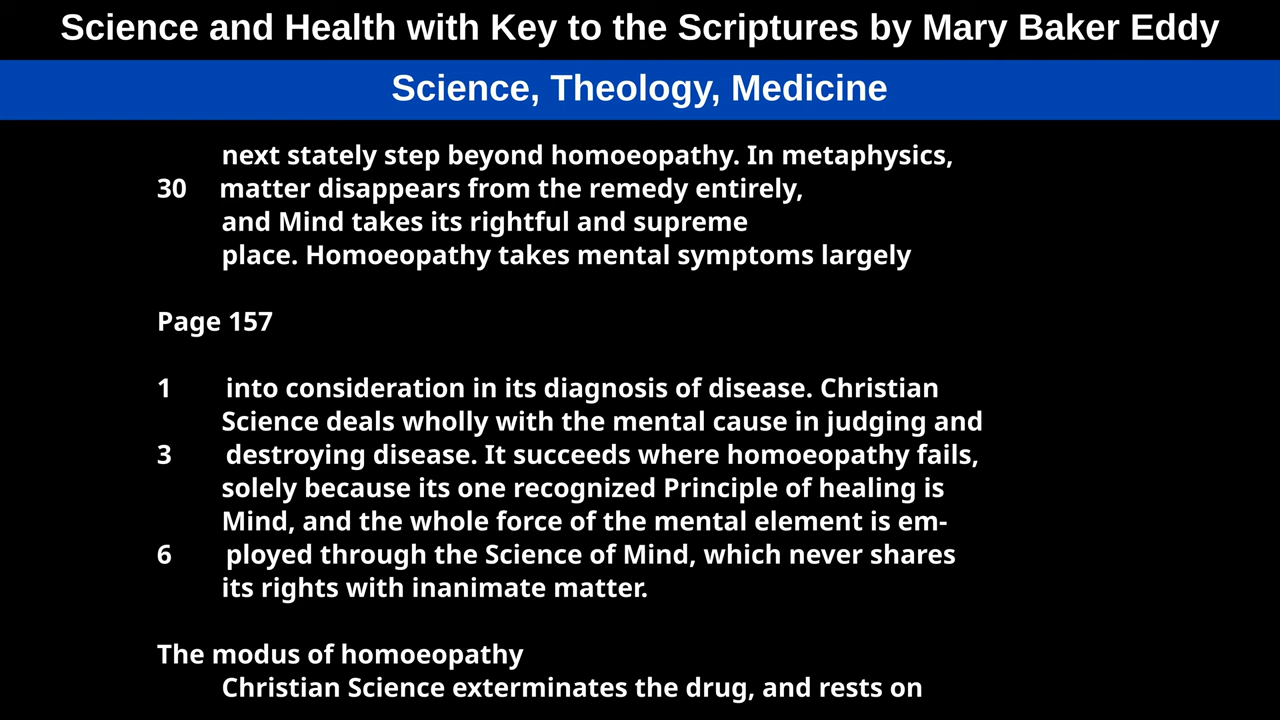 Science and Health with Key to the Scriptures by Mary Baker Eddy
Science, Theology, Medicine
next stately step beyond homoeopathy. In metaphysics,
30 matter disappears from the remedy entirely,
and Mind takes its rightful and supreme
place. Homoeopathy takes mental symptoms largely
Page 157
1 into consideration in its diagnosis of disease. Christian
Science deals wholly with the mental cause in judging and
3 destroying disease. It succeeds where homoeopathy fails,
solely because its one recognized Principle of healing is
Mind, and the whole force of the mental element is em-
6 ployed through the Science of Mind, which never shares
its rights with inanimate matter.
The modus of homoeopathy
Christian Science exterminates the drug, and rests on